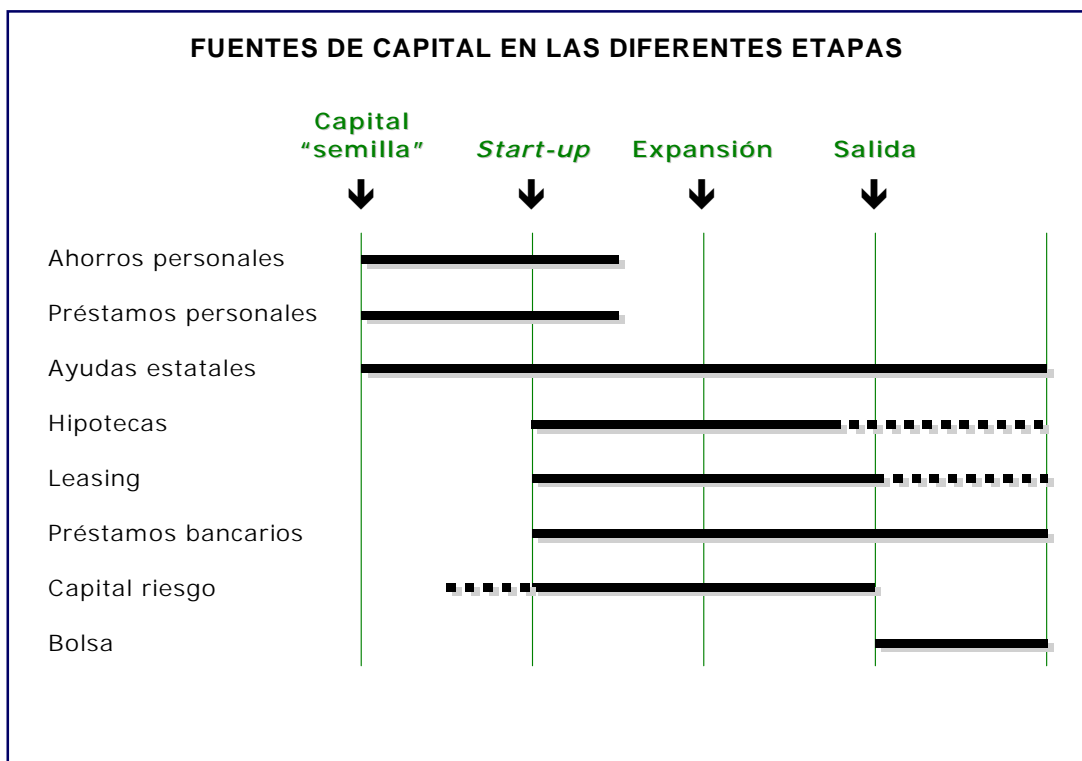 FUENTES DE CAPITAL EN LAS DIFERENTES ETAPAS
Capital
“semilla”
Start-up
Expansión
Salida
Ahorros personales
Préstamos personales
Ayudas estatales
Hipotecas
Leasing
Préstamos bancarios
Capital riesgo
Bolsa